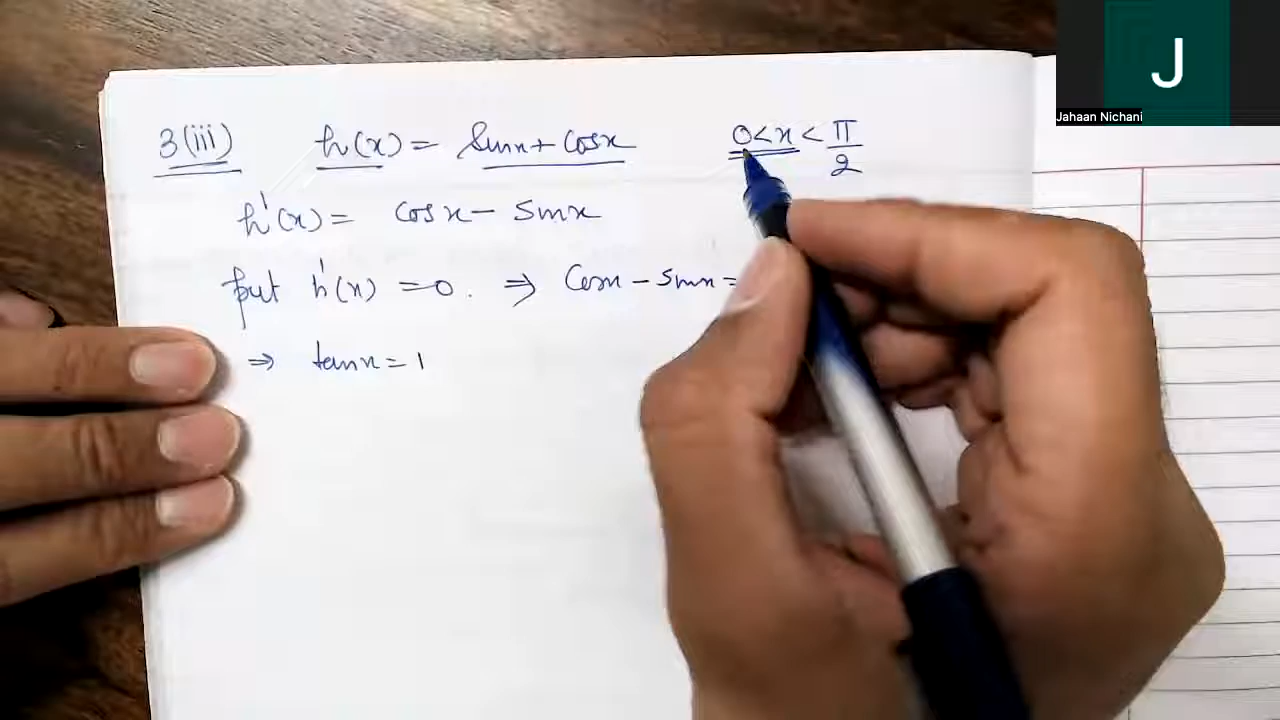 J
Jahaan Nichani
3(iii) h(x) = Sinx + Cosx 0<x<π/2
h'(x) = Cosx - Sinx
put h'(x) = 0. ⇒ Cosx - Sinx =
⇒ tanx = 1